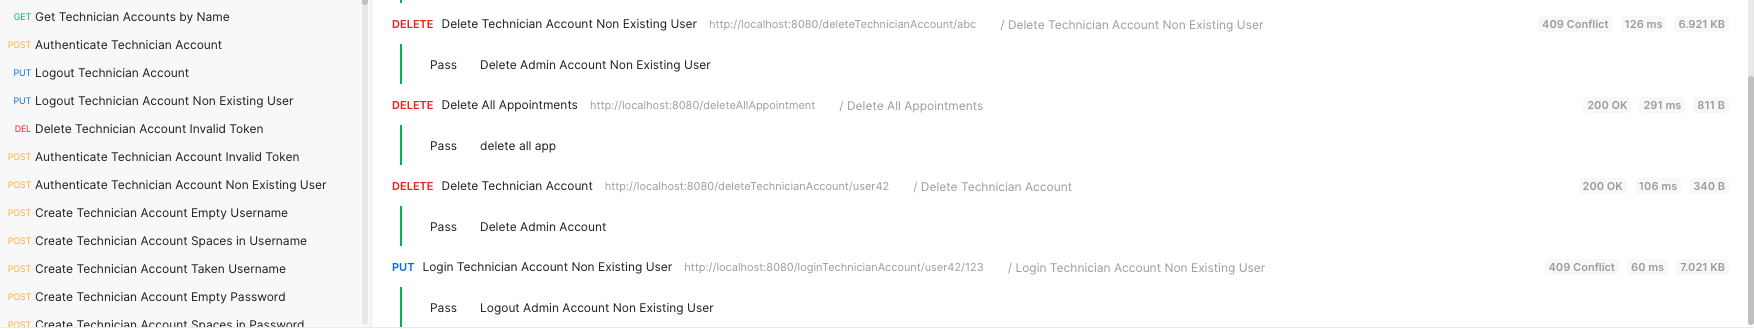 GET Get Technician Accounts by Name
POST Authenticate Technician Account
PUT Logout Technician Account
PUT Logout Technician Account Non Existing User
DEL Delete Technician Account Invalid Token
POST Authenticate Technician Account Invalid Token
POST Authenticate Technician Account Non Existing User
POST Create Technician Account Empty Username
POST Create Technician Account Spaces in Username
POST Create Technician Account Taken Username
POST Create Technician Account Empty Password
POST Create Technician Account Spaces in Password
DELETE Delete Technician Account Non Existing User http://localhost:8080/deleteTechnicianAccount/abc / Delete Technician Account Non Existing User 409 Conflict 126 ms 6.921 KB
Pass Delete Admin Account Non Existing User
DELETE Delete All Appointments http://localhost:8080/deleteAllAppointment / Delete All Appointments 200 OK 291 ms 811 B
Pass delete all app
DELETE Delete Technician Account http://localhost:8080/deleteTechnicianAccount/user42 / Delete Technician Account 200 OK 106 ms 340 B
Pass Delete Admin Account
PUT Login Technician Account Non Existing User http://localhost:8080/loginTechnicianAccount/user42/123 / Login Technician Account Non Existing User 409 Conflict 60 ms 7.021 KB
Pass Logout Admin Account Non Existing User